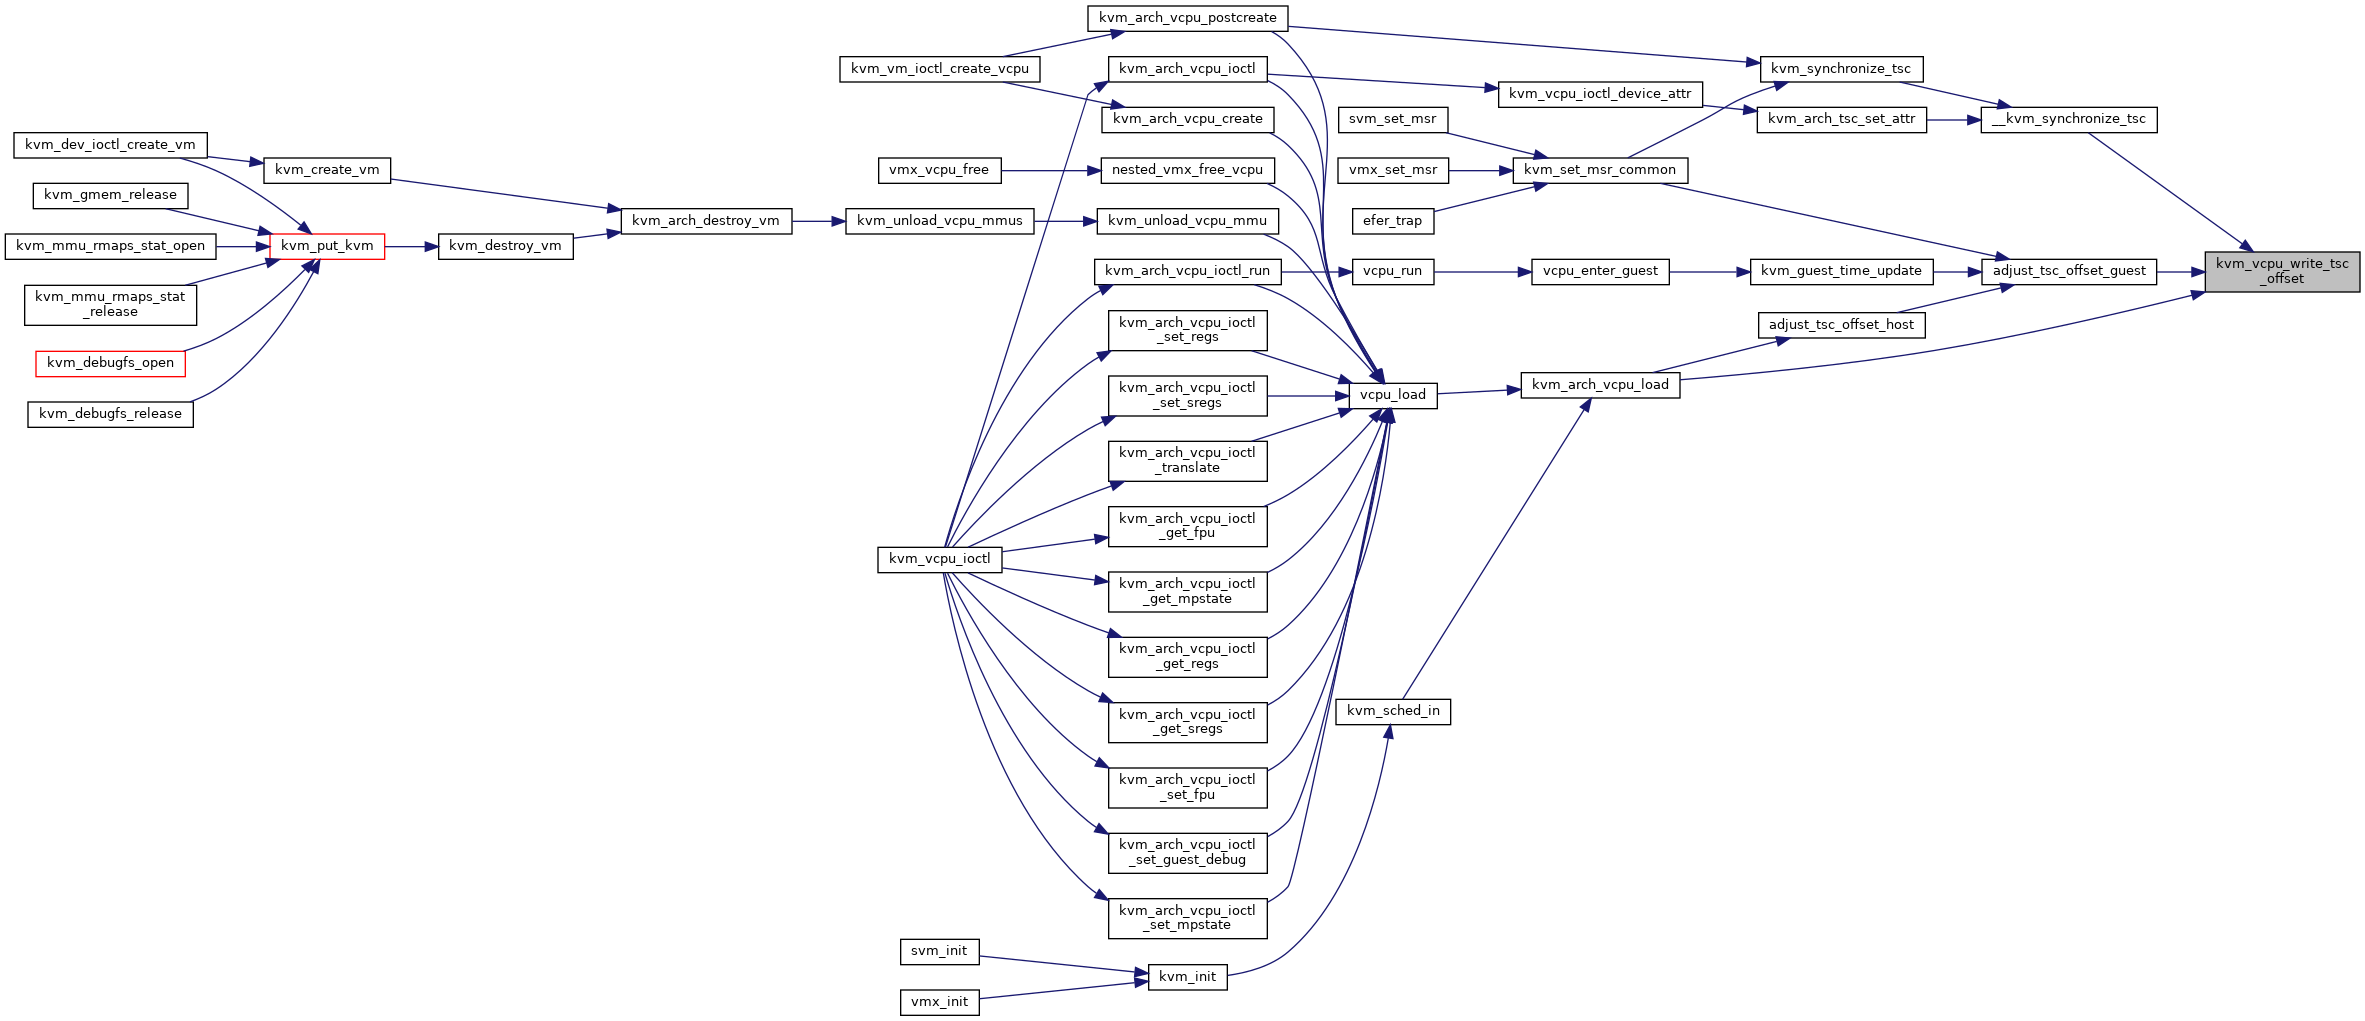 kvm_arch_vcpu_postcreate
kvm_vm_ioctl_create_vcpu
kvm_arch_vcpu_ioctl
kvm_synchronize_tsc
kvm_vcpu_ioctl_device_attr
kvm_arch_vcpu_create
svm_set_msr
kvm_arch_tsc_set_attr
__kvm_synchronize_tsc
kvm_dev_ioctl_create_vm
kvm_create_vm
vmx_vcpu_free
nested_vmx_free_vcpu
vmx_set_msr
kvm_set_msr_common
kvm_gmem_release
kvm_arch_destroy_vm
kvm_unload_vcpu_mmus
kvm_unload_vcpu_mmu
efer_trap
kvm_mmu_rmaps_stat_open
kvm_put_kvm
kvm_destroy_vm
kvm_arch_vcpu_ioctl_run
vcpu_run
vcpu_enter_guest
kvm_guest_time_update
adjust_tsc_offset_guest
kvm_vcpu_write_tsc
_offset
kvm_mmu_rmaps_stat
_release
kvm_arch_vcpu_ioctl
_set_regs
adjust_tsc_offset_host
kvm_debugfs_open
kvm_arch_vcpu_ioctl
_set_sregs
vcpu_load
kvm_arch_vcpu_load
kvm_debugfs_release
kvm_arch_vcpu_ioctl
_translate
kvm_arch_vcpu_ioctl
_get_fpu
kvm_vcpu_ioctl
kvm_arch_vcpu_ioctl
_get_mpstate
kvm_arch_vcpu_ioctl
_get_regs
kvm_arch_vcpu_ioctl
_get_sregs
kvm_sched_in
kvm_arch_vcpu_ioctl
_set_fpu
kvm_arch_vcpu_ioctl
_set_guest_debug
kvm_arch_vcpu_ioctl
_set_mpstate
svm_init
kvm_init
vmx_init